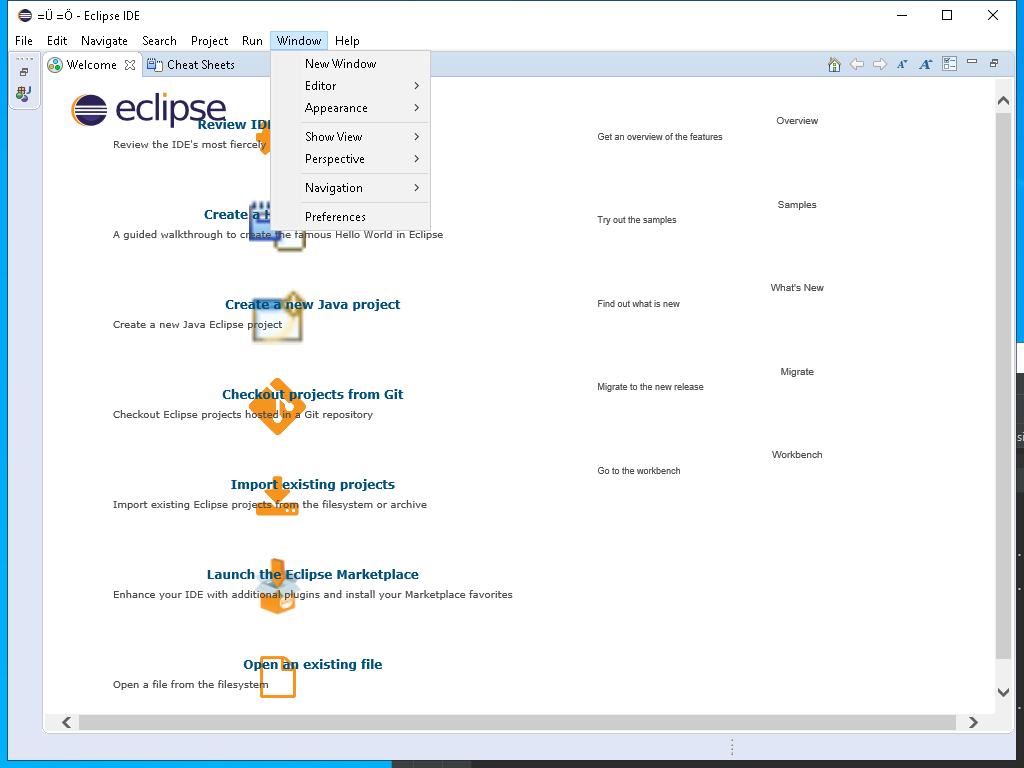 =Ü =Ö - Eclipse IDE
File Edit Navigate Search Project Run Window Help
Welcome Cheat Sheets
New Window
Editor
Appearance
Show View
Perspective
Navigation
Preferences
eclipse
Review
Review the IDE's most fiercely
Create a
A guided walkthrough to create the famous Hello World in Eclipse
Create a new Java project
Create a new Java Eclipse project
Checkout projects from Git
Checkout Eclipse projects hosted in a Git repository
Import existing projects
Import existing Eclipse projects from the filesystem or archive
Launch the Eclipse Marketplace
Enhance your IDE with additional plugins and install your Marketplace favorites
Open an existing file
Open a file from the filesystem
Overview
Get an overview of the features
Samples
Try out the samples
What's New
Find out what is new
Migrate
Migrate to the new release
Workbench
Go to the workbench